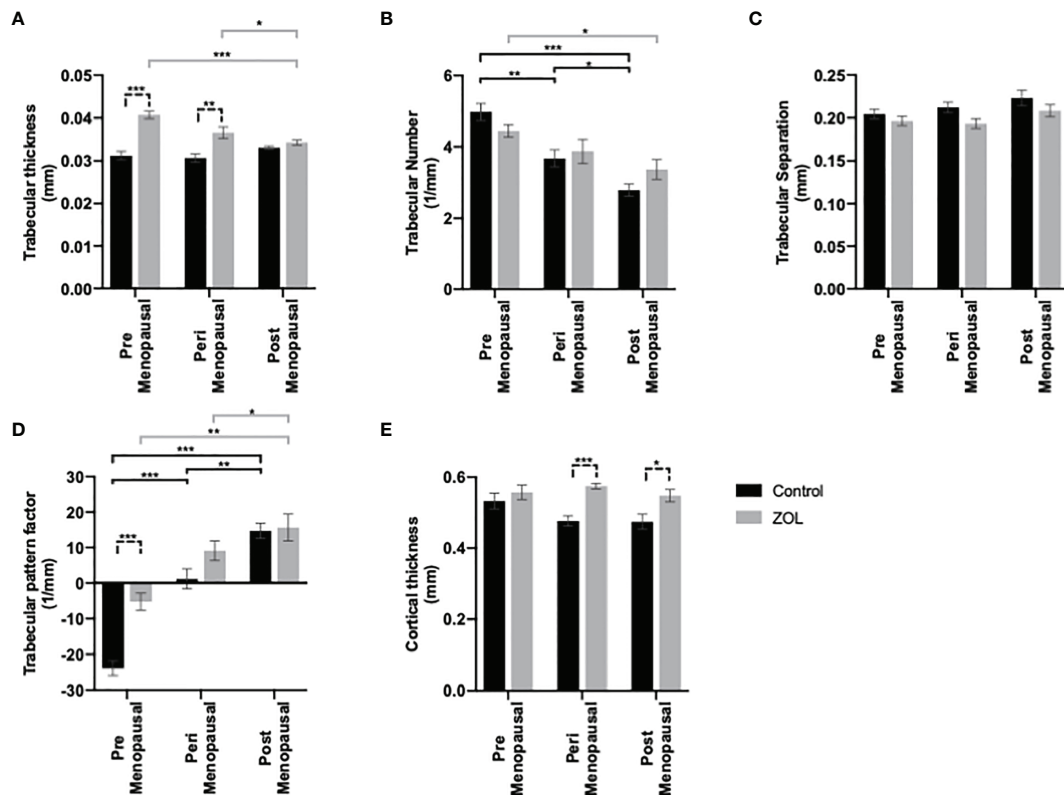 A
*
***
0.05
***
**
0.04
0.03
0.02
0.01
0.00
Trabecular thickness
(mm)
Pre
Menopausal
Peri
Menopausal
Post
Menopausal
B
*
***
**
*
6
4
2
0
Trabecular Number
(1/mm)
Pre
Menopausal
Peri
Menopausal
Post
Menopausal
C
0.25
0.20
0.15
0.10
0.05
0.00
Trabecular Separation
(mm)
Pre
Menopausal
Peri
Menopausal
Post
Menopausal
D
*
**
***
***
**
30
20
10
0
-10
-20
-30
***
Trabecular pattern factor
(1/mm)
Pre
Menopausal
Peri
Menopausal
Post
Menopausal
E
***
*
0.6
0.4
0.2
0.0
Cortical thickness
(mm)
Pre
Menopausal
Peri
Menopausal
Post
Menopausal
Control
ZOL